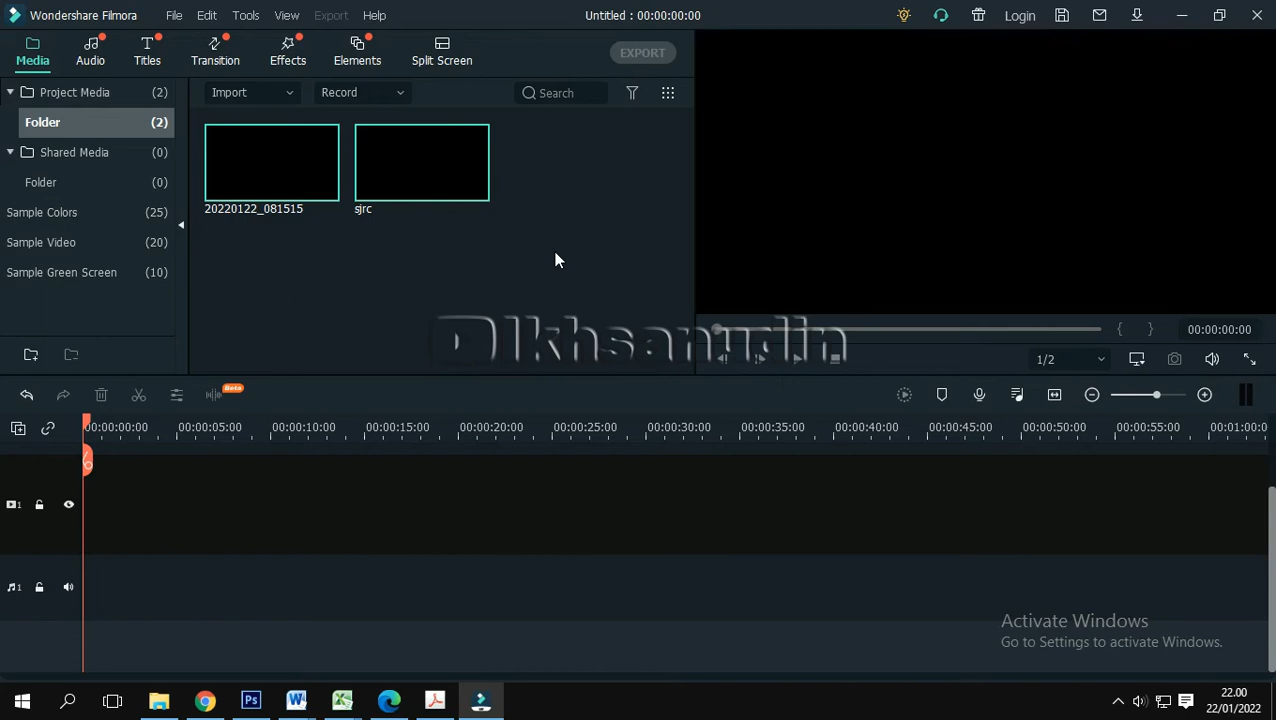 Wondershare Filmora File Edit Tools View Export Help Untitled : 00:00:00:00 Login
Media Audio Titles Transition Effects Elements Split Screen EXPORT
Project Media (2) Import Record Search
Folder (2)
Shared Media (0)
Folder (0)
Sample Colors (25)
Sample Video (20)
Sample Green Screen (10)
20220122_081515 sjrc
DIkhsanudin
{ } 00:00:00:00
1/2
Beta
00:00:00:00 00:00:05:00 00:00:10:00 00:00:15:00 00:00:20:00 00:00:25:00 00:00:30:00 00:00:35:00 00:00:40:00 00:00:45:00 00:00:50:00 00:00:55:00 00:01:00:0
1
1
Activate Windows
Go to Settings to activate Windows.
Ps W X
22.00
22/01/2022